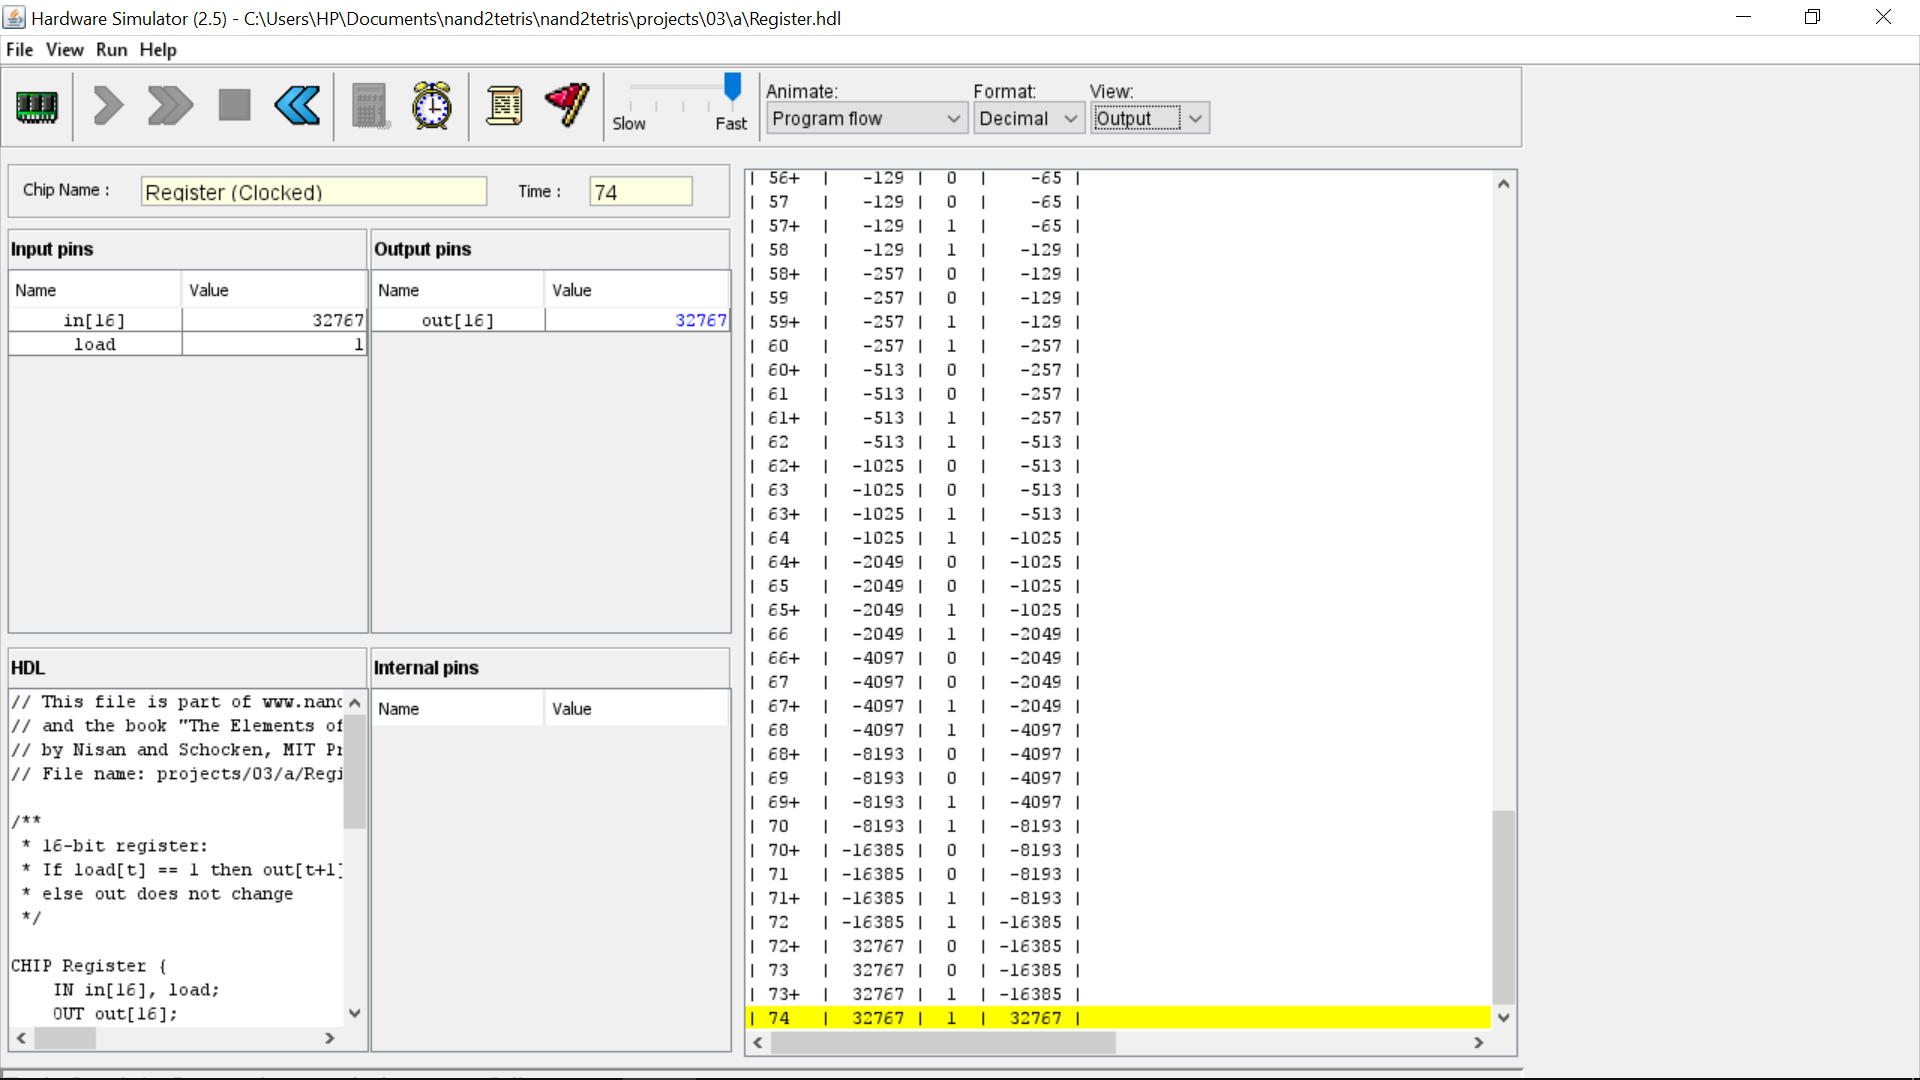 Hardware Simulator (2.5) - C:\Users\HP\Documents\nand2tetris\nand2tetris\projects\03\a\Register.hdl
File View Run Help
Animate: Format: View:
Slow Fast Program flow Decimal Output
Chip Name : Register (Clocked) Time : 74
Input pins
Name Value
in[16] 32767
load 1
Output pins
Name Value
out[16] 32767
HDL
// This file is part of www.nand
// and the book "The Elements of
// by Nisan and Schocken, MIT Pr
// File name: projects/03/a/Regi
/**
* 16-bit register:
* If load[t] == 1 then out[t+1]
* else out does not change
*/
CHIP Register {
IN in[16], load;
OUT out[16];
Internal pins
Name Value
| 56+ | -129 | 0 | -65 |
| 57 | -129 | 0 | -65 |
| 57+ | -129 | 1 | -65 |
| 58 | -129 | 1 | -129 |
| 58+ | -257 | 0 | -129 |
| 59 | -257 | 0 | -129 |
| 59+ | -257 | 1 | -129 |
| 60 | -257 | 1 | -257 |
| 60+ | -513 | 0 | -257 |
| 61 | -513 | 0 | -257 |
| 61+ | -513 | 1 | -257 |
| 62 | -513 | 1 | -513 |
| 62+ | -1025 | 0 | -513 |
| 63 | -1025 | 0 | -513 |
| 63+ | -1025 | 1 | -513 |
| 64 | -1025 | 1 | -1025 |
| 64+ | -2049 | 0 | -1025 |
| 65 | -2049 | 0 | -1025 |
| 65+ | -2049 | 1 | -1025 |
| 66 | -2049 | 1 | -2049 |
| 66+ | -4097 | 0 | -2049 |
| 67 | -4097 | 0 | -2049 |
| 67+ | -4097 | 1 | -2049 |
| 68 | -4097 | 1 | -4097 |
| 68+ | -8193 | 0 | -4097 |
| 69 | -8193 | 0 | -4097 |
| 69+ | -8193 | 1 | -4097 |
| 70 | -8193 | 1 | -8193 |
| 70+ | -16385 | 0 | -8193 |
| 71 | -16385 | 0 | -8193 |
| 71+ | -16385 | 1 | -8193 |
| 72 | -16385 | 1 | -16385 |
| 72+ | 32767 | 0 | -16385 |
| 73 | 32767 | 0 | -16385 |
| 73+ | 32767 | 1 | -16385 |
| 74 | 32767 | 1 | 32767 |